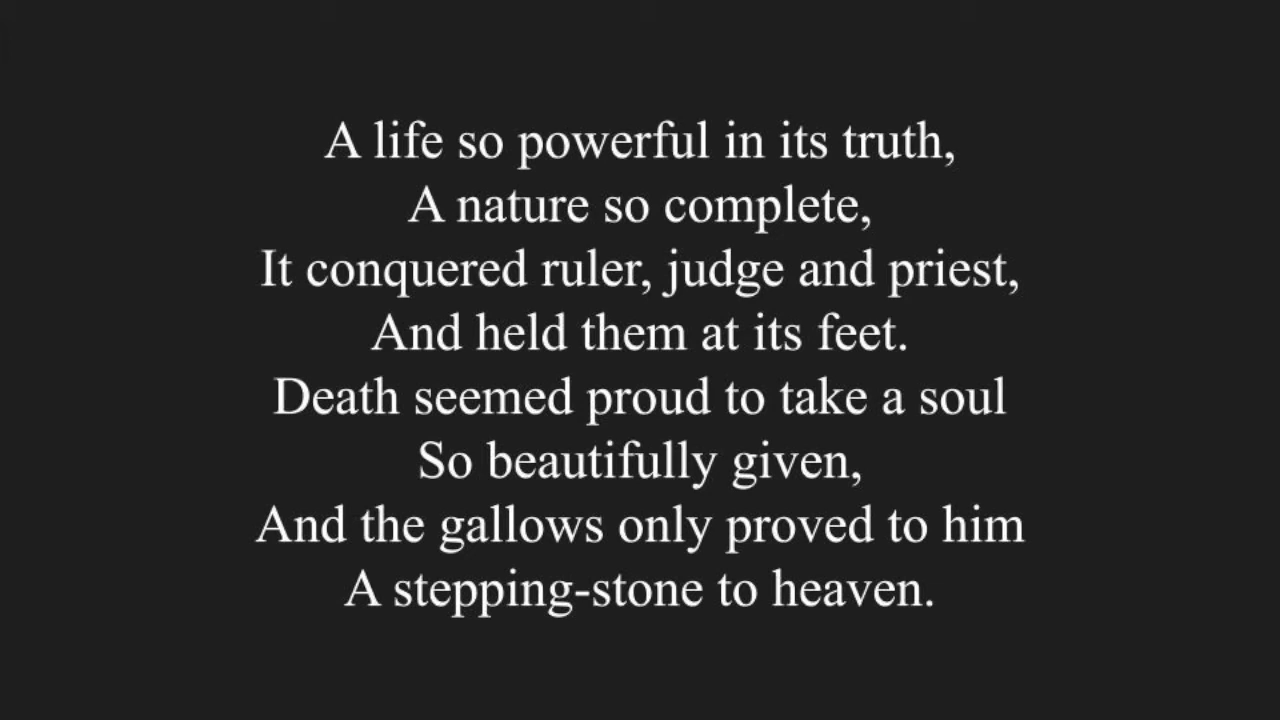 A life so powerful in its truth,
A nature so complete,
It conquered ruler, judge and priest,
And held them at its feet.
Death seemed proud to take a soul
So beautifully given,
And the gallows only proved to him
A stepping-stone to heaven.